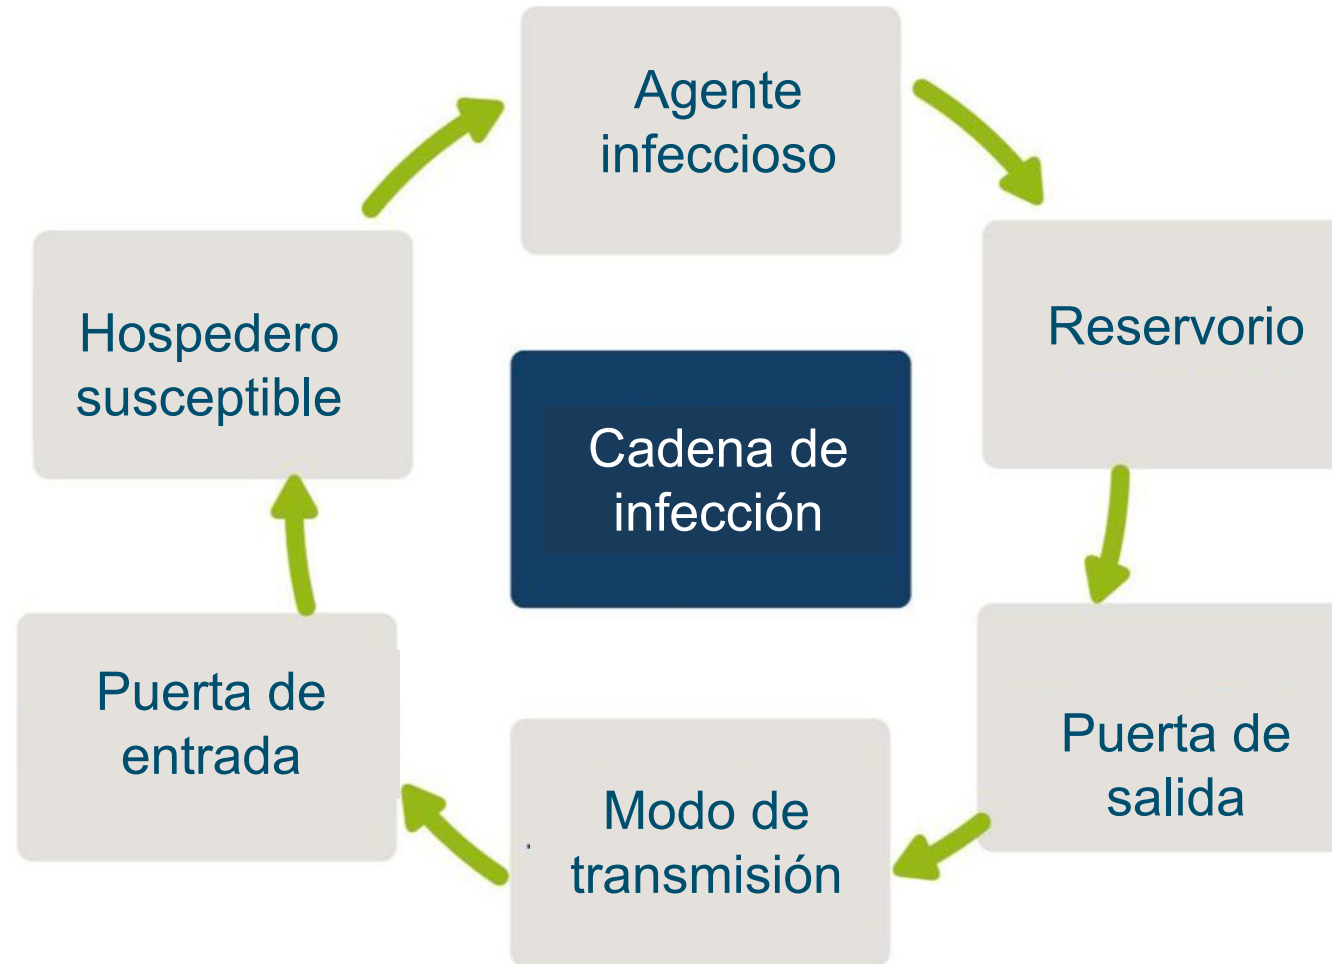 Agente
infeccioso
Reservorio
Puerta de
salida
Modo de
transmisión
Puerta de
entrada
Hospedero
susceptible
Cadena de
infección